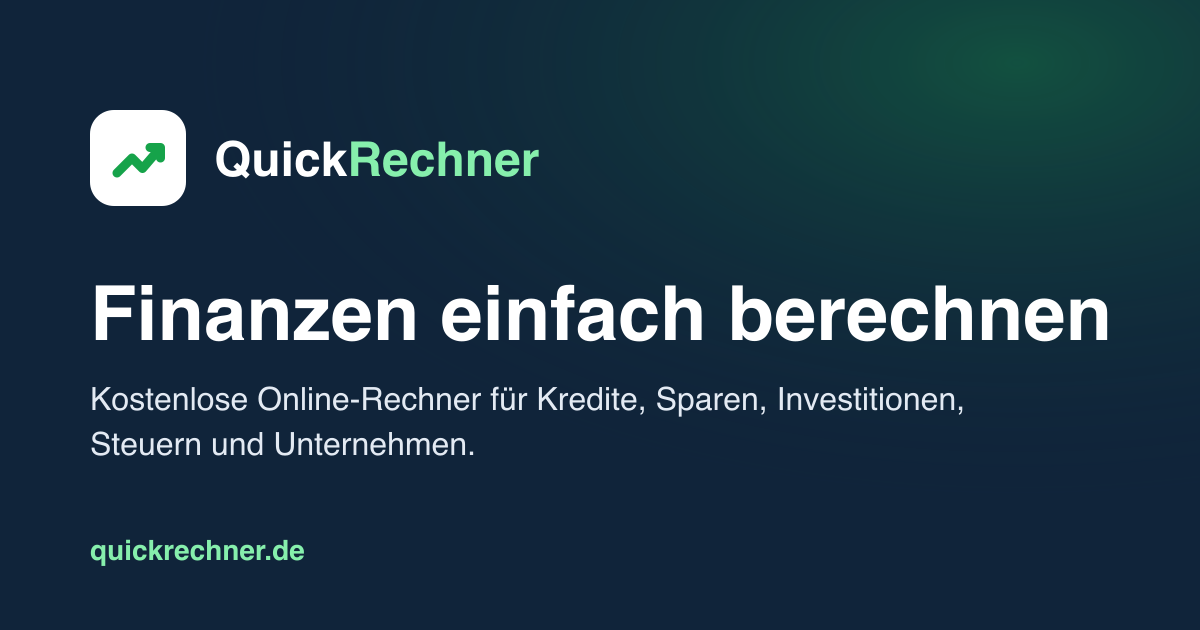 QuickRechner
Finanzen einfach berechnen
Kostenlose Online-Rechner für Kredite, Sparen, Investitionen,
Steuern und Unternehmen.
quickrechner.de